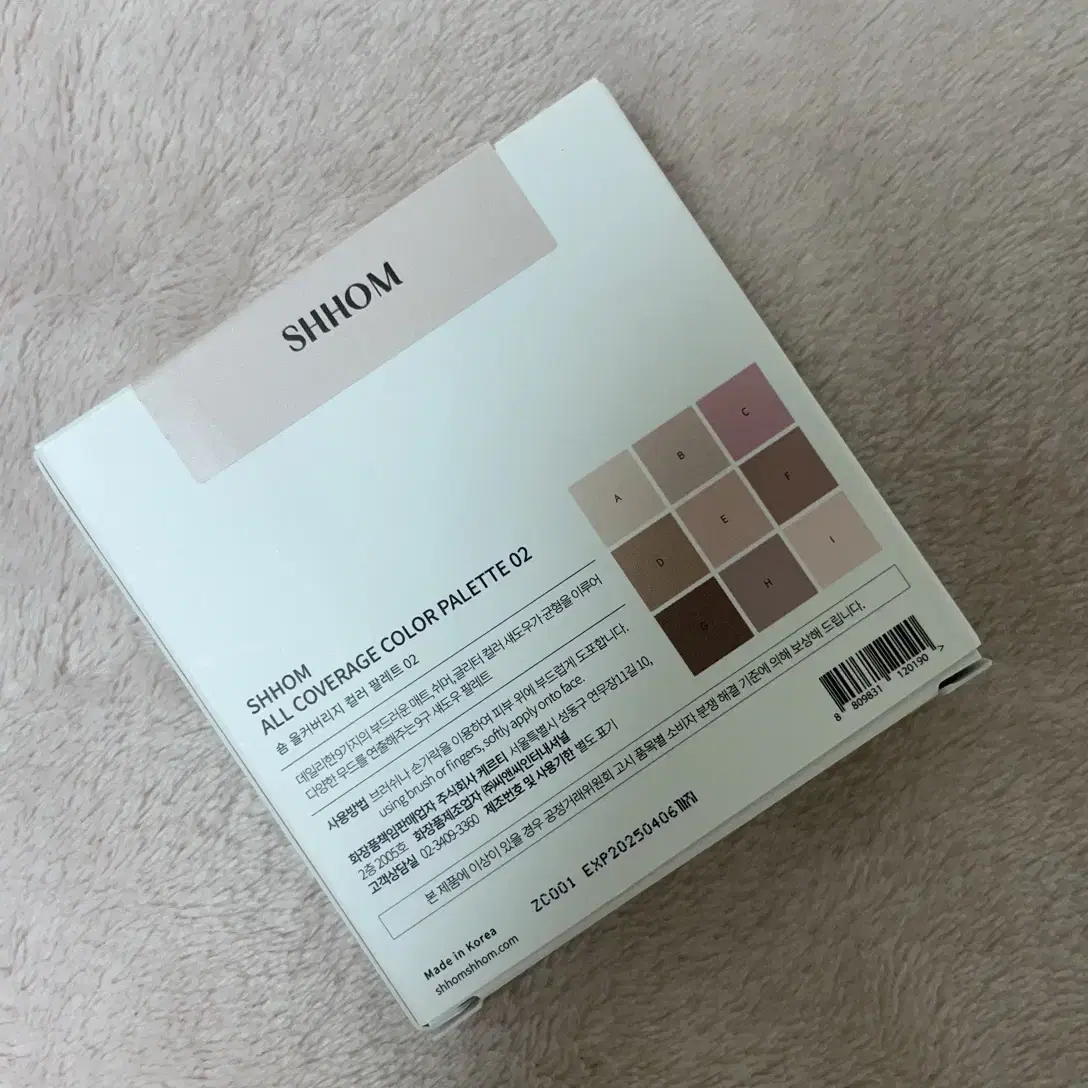 SHHOM
A
B
C
D
E
F
G
H
I
SHHOM
ALL COVERAGE COLOR PALETTE 02
숌 올커버리지 컬러 팔레트 02
데일리한 9가지의 부드러운 매트, 쉬머, 글리터 컬러 섀도우가 균형을 이루어
다양한 무드를 연출해주는 9구 섀도우 팔레트
사용방법 브러쉬나 손가락을 이용하여 피부 위에 부드럽게 도포합니다.
using brush or fingers, softly apply onto face.
화장품책임판매업자 주식회사 케르티 서울특별시 성동구 연무장11길 10,
2층 2005호 화장품제조업자 (주)씨앤씨인터내셔널
고객상담실 02-3409-3360 제조번호 및 사용기한 별도 표기
본 제품에 이상이 있을 경우 공정거래위원회 고시 품목별 소비자 분쟁 해결 기준에 의해 보상해 드립니다.
8 809831 120190 >
ZC001 EXP20250406까지
Made in Korea
shhomshhom.com